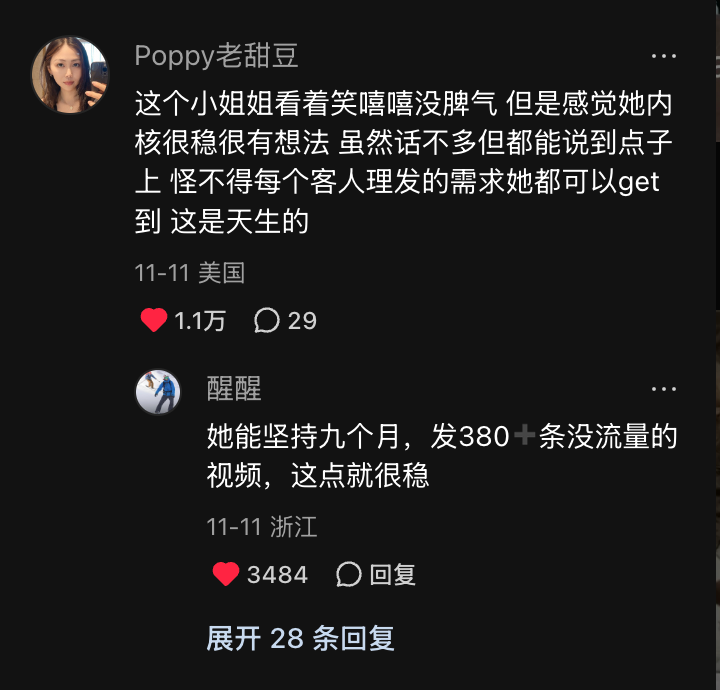 Poppy老甜豆
这个小姐姐看着笑嘻嘻没脾气 但是感觉她内
核很稳很有想法 虽然话不多但都能说到点子
上 怪不得每个客人理发的需求她都可以get
到 这是天生的
11-11 美国
1.1万 29
醒醒
她能坚持九个月，发380➕条没流量的
视频，这点就很稳
11-11 浙江
3484 回复
展开 28 条回复